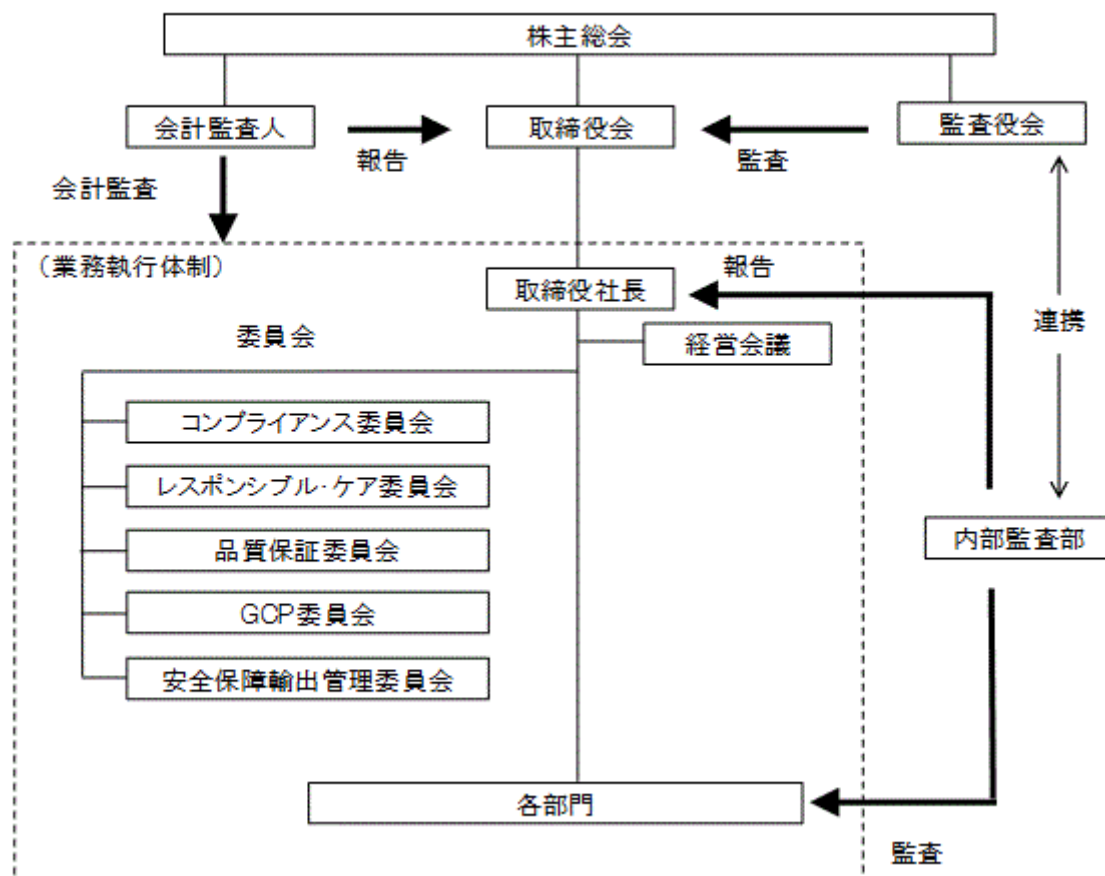 株主総会
会計監査人
取締役会
監査役会
報告
監査
会計監査
(業務執行体制)
報告
取締役社長
連携
委員会
経営会議
コンプライアンス委員会
レスポンシブル・ケア委員会
品質保証委員会
内部監査部
GCP委員会
安全保障輸出管理委員会
各部門
監査